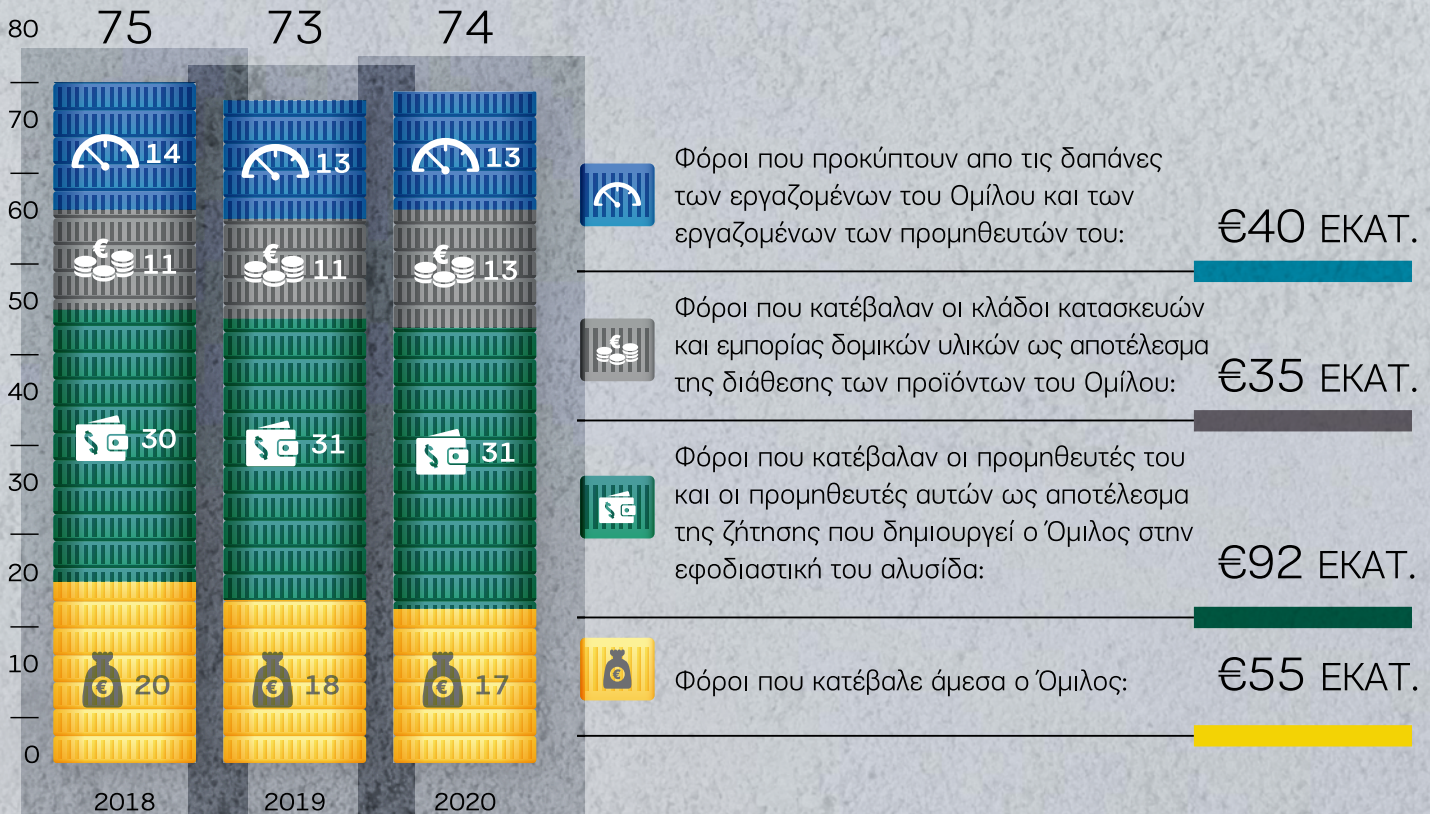 75 73 74
80
70
60
50
40
30
20
10
0
14 13 13
11 11 13
30 31 31
20 18 17
2018 2019 2020
Φόροι που προκύπτουν απο τις δαπάνες
των εργαζομένων του Ομίλου και των
εργαζομένων των προμηθευτών του:
€40 ΕΚΑΤ.
Φόροι που κατέβαλαν οι κλάδοι κατασκευών
και εμπορίας δομικών υλικών ως αποτέλεσμα
της διάθεσης των προϊόντων του Ομίλου:
€35 ΕΚΑΤ.
Φόροι που κατέβαλαν οι προμηθευτές του
και οι προμηθευτές αυτών ως αποτέλεσμα
της ζήτησης που δημιουργεί ο Όμιλος στην
εφοδιαστική του αλυσίδα:
€92 ΕΚΑΤ.
Φόροι που κατέβαλε άμεσα ο Όμιλος:
€55 ΕΚΑΤ.